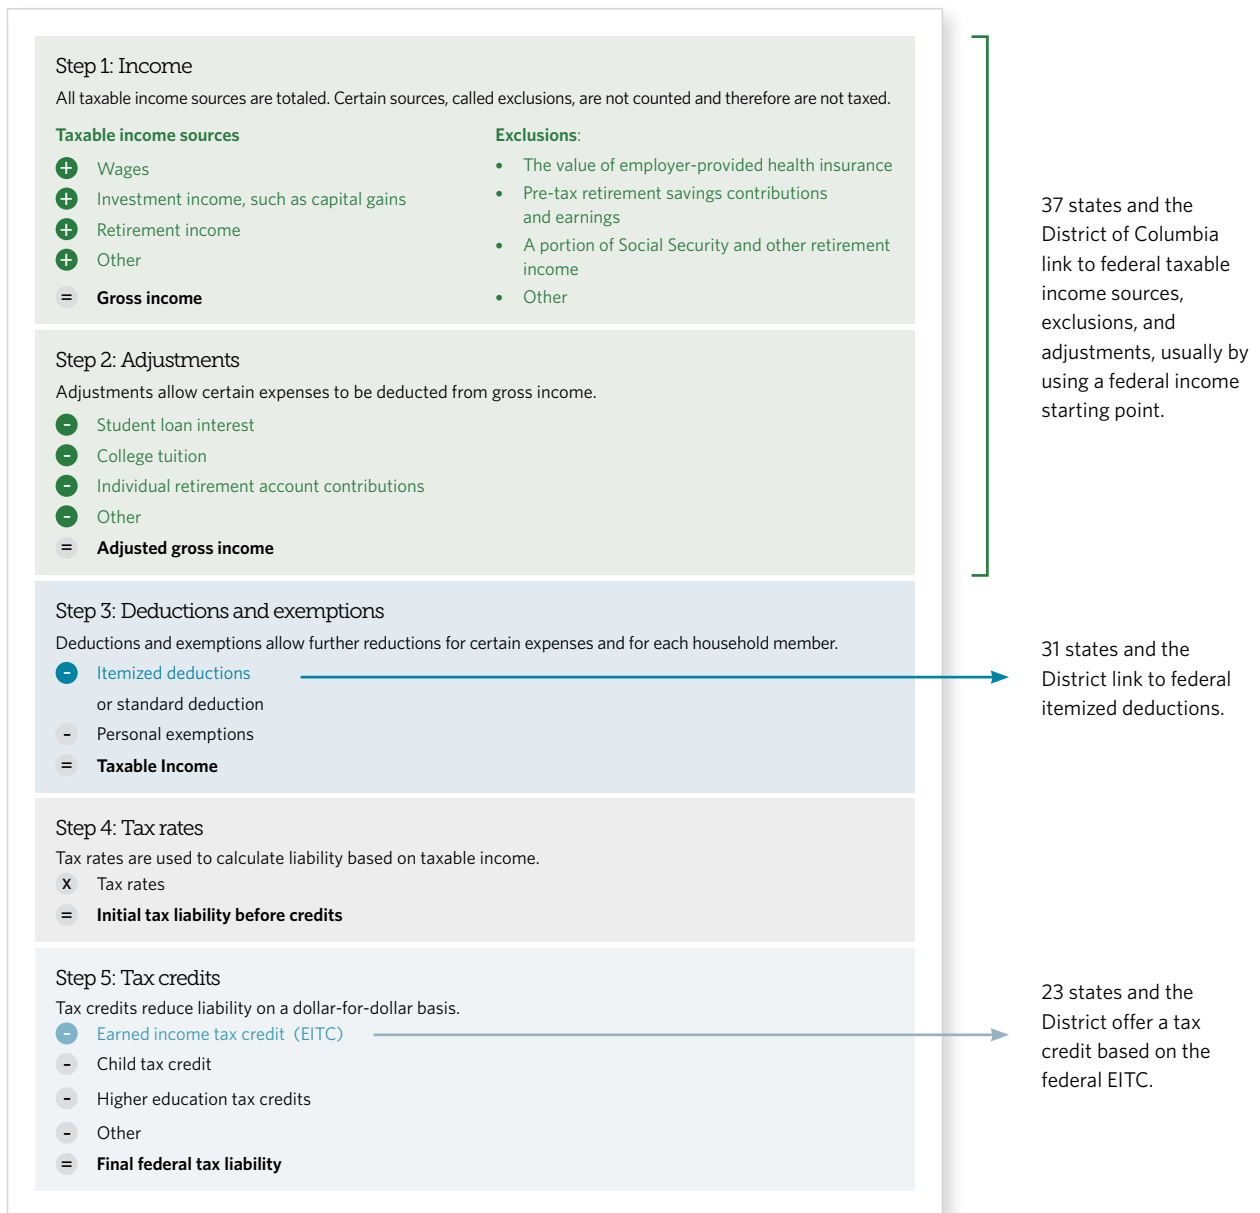 Step 1: Income
All taxable income sources are totaled. Certain sources, called exclusions, are not counted and therefore are not taxed.
Taxable income sources
+ Wages
+ Investment income, such as capital gains
+ Retirement income
+ Other
= Gross income
Exclusions:
• The value of employer-provided health insurance
• Pre-tax retirement savings contributions
and earnings
• A portion of Social Security and other retirement
income
• Other
Step 2: Adjustments
Adjustments allow certain expenses to be deducted from gross income.
- Student loan interest
- College tuition
- Individual retirement account contributions
- Other
= Adjusted gross income
37 states and the
District of Columbia
link to federal taxable
income sources,
exclusions, and
adjustments, usually by
using a federal income
starting point.
Step 3: Deductions and exemptions
Deductions and exemptions allow further reductions for certain expenses and for each household member.
- Itemized deductions
or standard deduction
- Personal exemptions
= Taxable Income
31 states and the
District link to federal
itemized deductions.
Step 4: Tax rates
Tax rates are used to calculate liability based on taxable income.
x Tax rates
= Initial tax liability before credits
Step 5: Tax credits
Tax credits reduce liability on a dollar-for-dollar basis.
- Earned income tax credit (EITC)
- Child tax credit
- Higher education tax credits
- Other
= Final federal tax liability
23 states and the
District offer a tax
credit based on the
federal EITC.